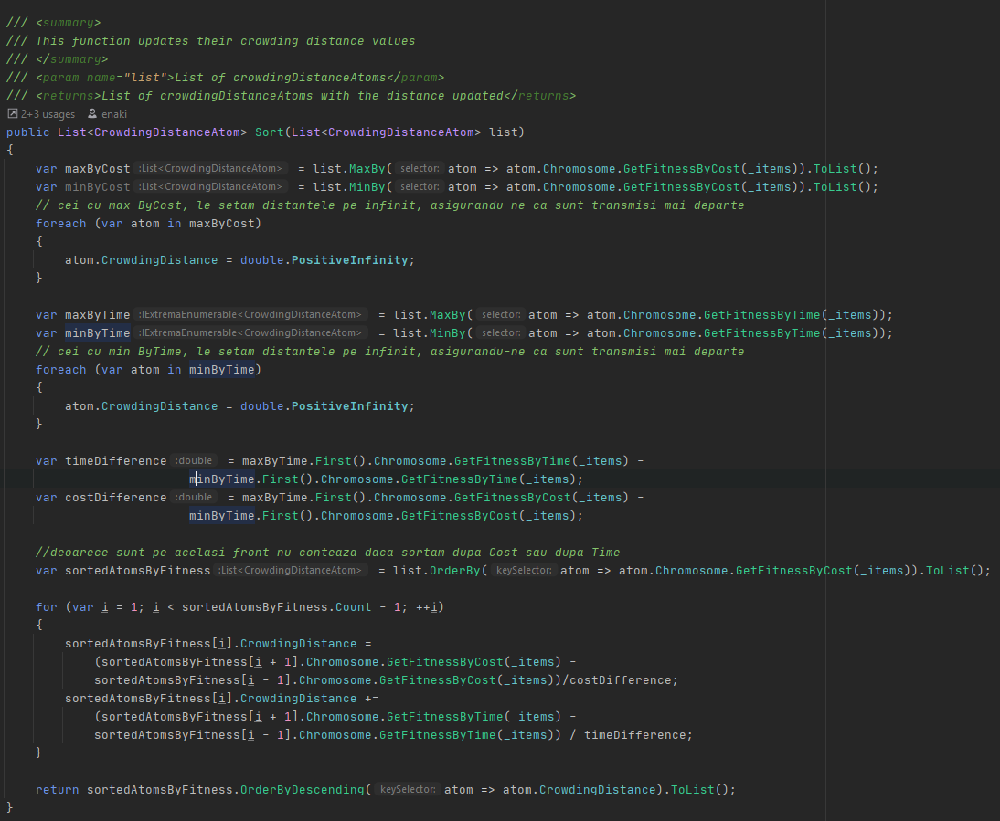 /// <summary>
/// This function updates their crowding distance values
/// </summary>
/// <param name="list">List of crowdingDistanceAtoms</param>
/// <returns>List of crowdingDistanceAtoms with the distance updated</returns>
2+3 usages enaki
public List<CrowdingDistanceAtom> Sort(List<CrowdingDistanceAtom> list)
{
var maxByCost :List<CrowdingDistanceAtom> = list.MaxBy( selector: atom => atom.Chromosome.GetFitnessByCost(_items)).ToList();
var minByCost :List<CrowdingDistanceAtom> = list.MinBy( selector: atom => atom.Chromosome.GetFitnessByCost(_items)).ToList();
// cei cu max ByCost, le setam distantele pe infinit, asigurandu-ne ca sunt transmisi mai departe
foreach (var atom in maxByCost)
{
atom.CrowdingDistance = double.PositiveInfinity;
}
var maxByTime :IExtremaEnumerable<CrowdingDistanceAtom> = list.MaxBy( selector: atom => atom.Chromosome.GetFitnessByTime(_items));
var minByTime :IExtremaEnumerable<CrowdingDistanceAtom> = list.MinBy( selector: atom => atom.Chromosome.GetFitnessByTime(_items));
// cei cu min ByTime, le setam distantele pe infinit, asigurandu-ne ca sunt transmisi mai departe
foreach (var atom in minByTime)
{
atom.CrowdingDistance = double.PositiveInfinity;
}
var timeDifference :double = maxByTime.First().Chromosome.GetFitnessByTime(_items) -
minByTime.First().Chromosome.GetFitnessByTime(_items);
var costDifference :double = maxByTime.First().Chromosome.GetFitnessByCost(_items) -
minByTime.First().Chromosome.GetFitnessByCost(_items);
//deoarece sunt pe acelasi front nu conteaza daca sortam dupa Cost sau dupa Time
var sortedAtomsByFitness :List<CrowdingDistanceAtom> = list.OrderBy( keySelector: atom => atom.Chromosome.GetFitnessByCost(_items)).ToList();
for (var i = 1; i < sortedAtomsByFitness.Count - 1; ++i)
{
sortedAtomsByFitness[i].CrowdingDistance =
(sortedAtomsByFitness[i + 1].Chromosome.GetFitnessByCost(_items) -
sortedAtomsByFitness[i - 1].Chromosome.GetFitnessByCost(_items))/costDifference;
sortedAtomsByFitness[i].CrowdingDistance +=
(sortedAtomsByFitness[i + 1].Chromosome.GetFitnessByTime(_items) -
sortedAtomsByFitness[i - 1].Chromosome.GetFitnessByTime(_items)) / timeDifference;
}
return sortedAtomsByFitness.OrderByDescending( keySelector: atom => atom.CrowdingDistance).ToList();
}